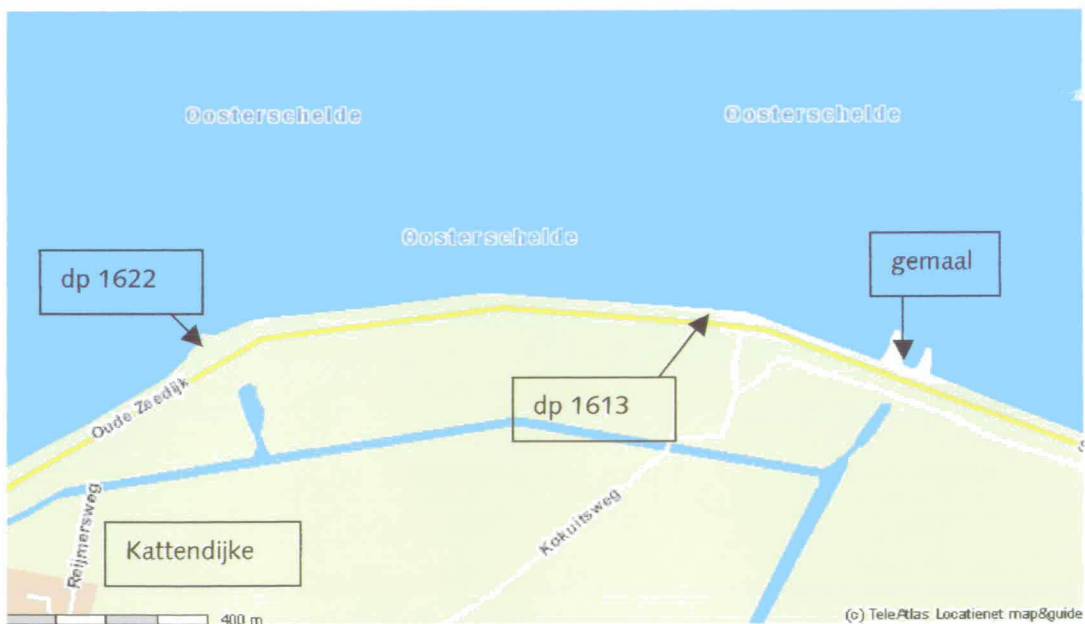 Oosterschelde
Oosterschelde
Oosterschelde
gemaal
dp 1622
dp 1613
Oude Zeedijk
Kokuitsweg
Reijmersweg
Kattendijke
400 m
(c) TeleAtlas Locatienet map&guide